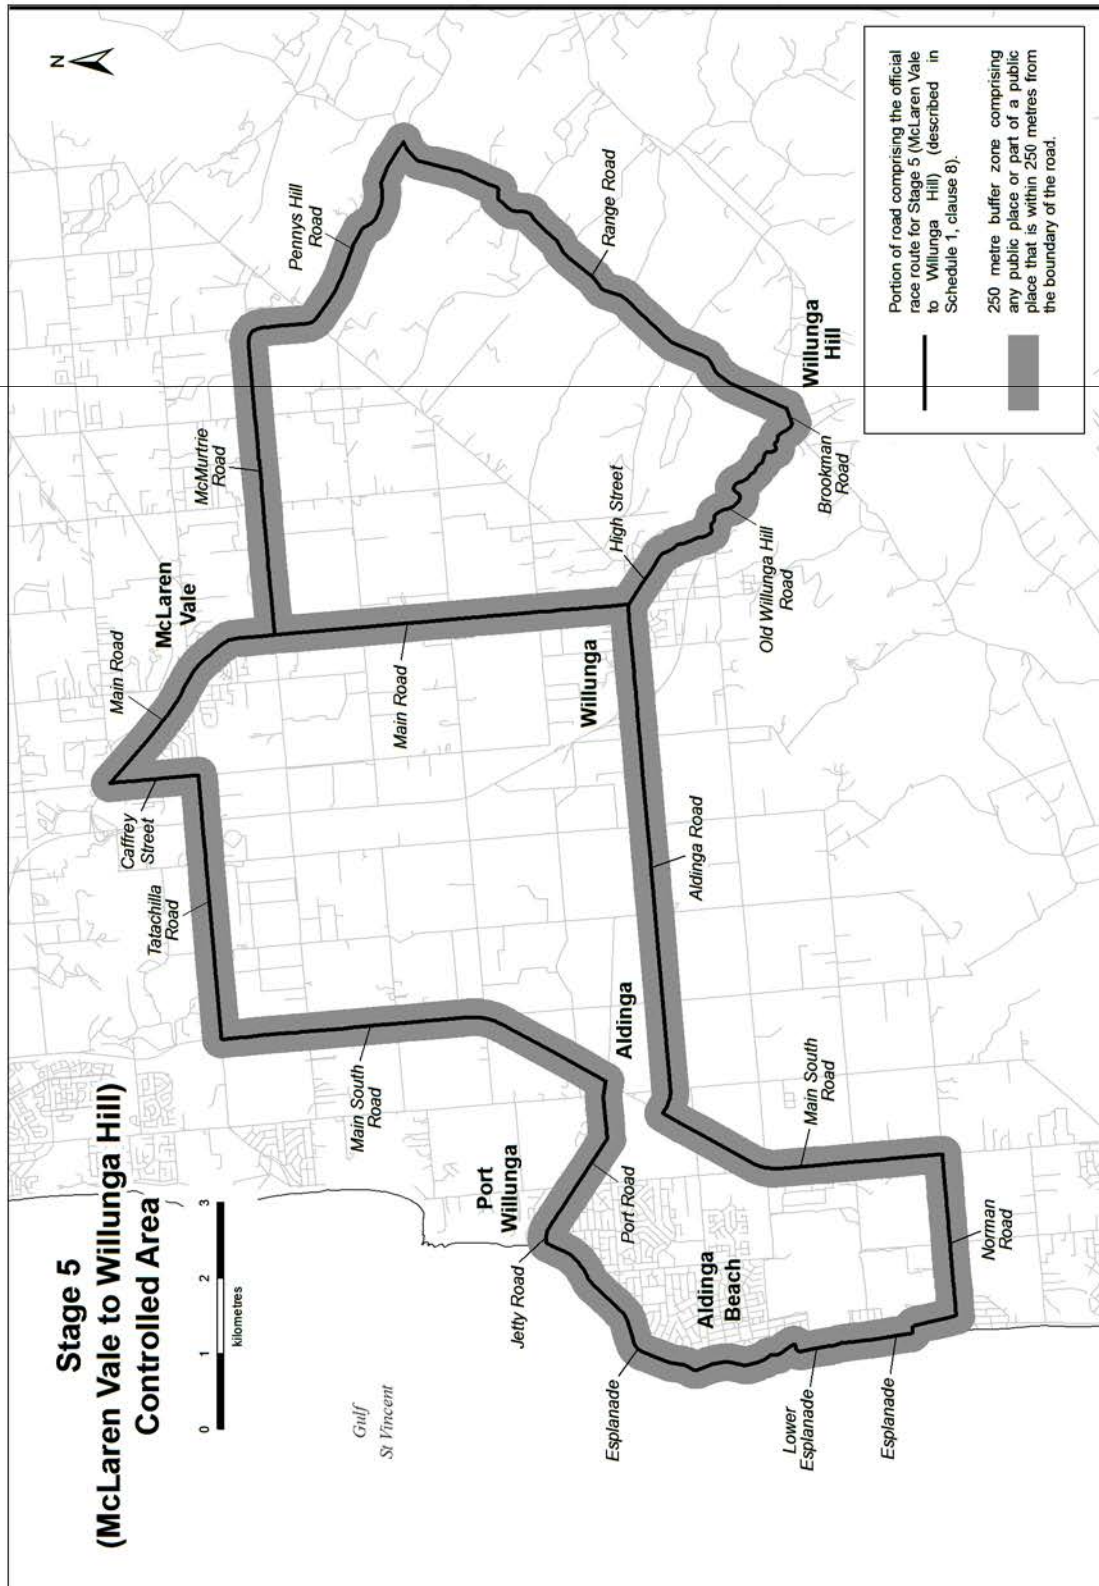 Stage 5
(McLaren Vale to Willunga Hill)
Controlled Area
0
1
2
3
kilometres
N
Gulf
St Vincent
Main Road
McLaren
Vale
Caffrey
Street
Tatachilla
Road
McMurtrie
Road
Pennys Hill
Road
Main South
Road
Main Road
Range Road
Port
Willunga
Jetty Road
Port Road
Aldinga
Willunga
High Street
Esplanade
Aldinga
Beach
Aldinga Road
Old Willunga Hill
Road
Brookman
Road
Willunga
Hill
Main South
Road
Lower
Esplanade
Esplanade
Norman
Road
Portion of road comprising the official
race route for Stage 5 (McLaren Vale
to Willunga Hill) (described in
Schedule 1, clause 8).
250 metre buffer zone comprising
any public place or part of a public
place that is within 250 metres from
the boundary of the road.